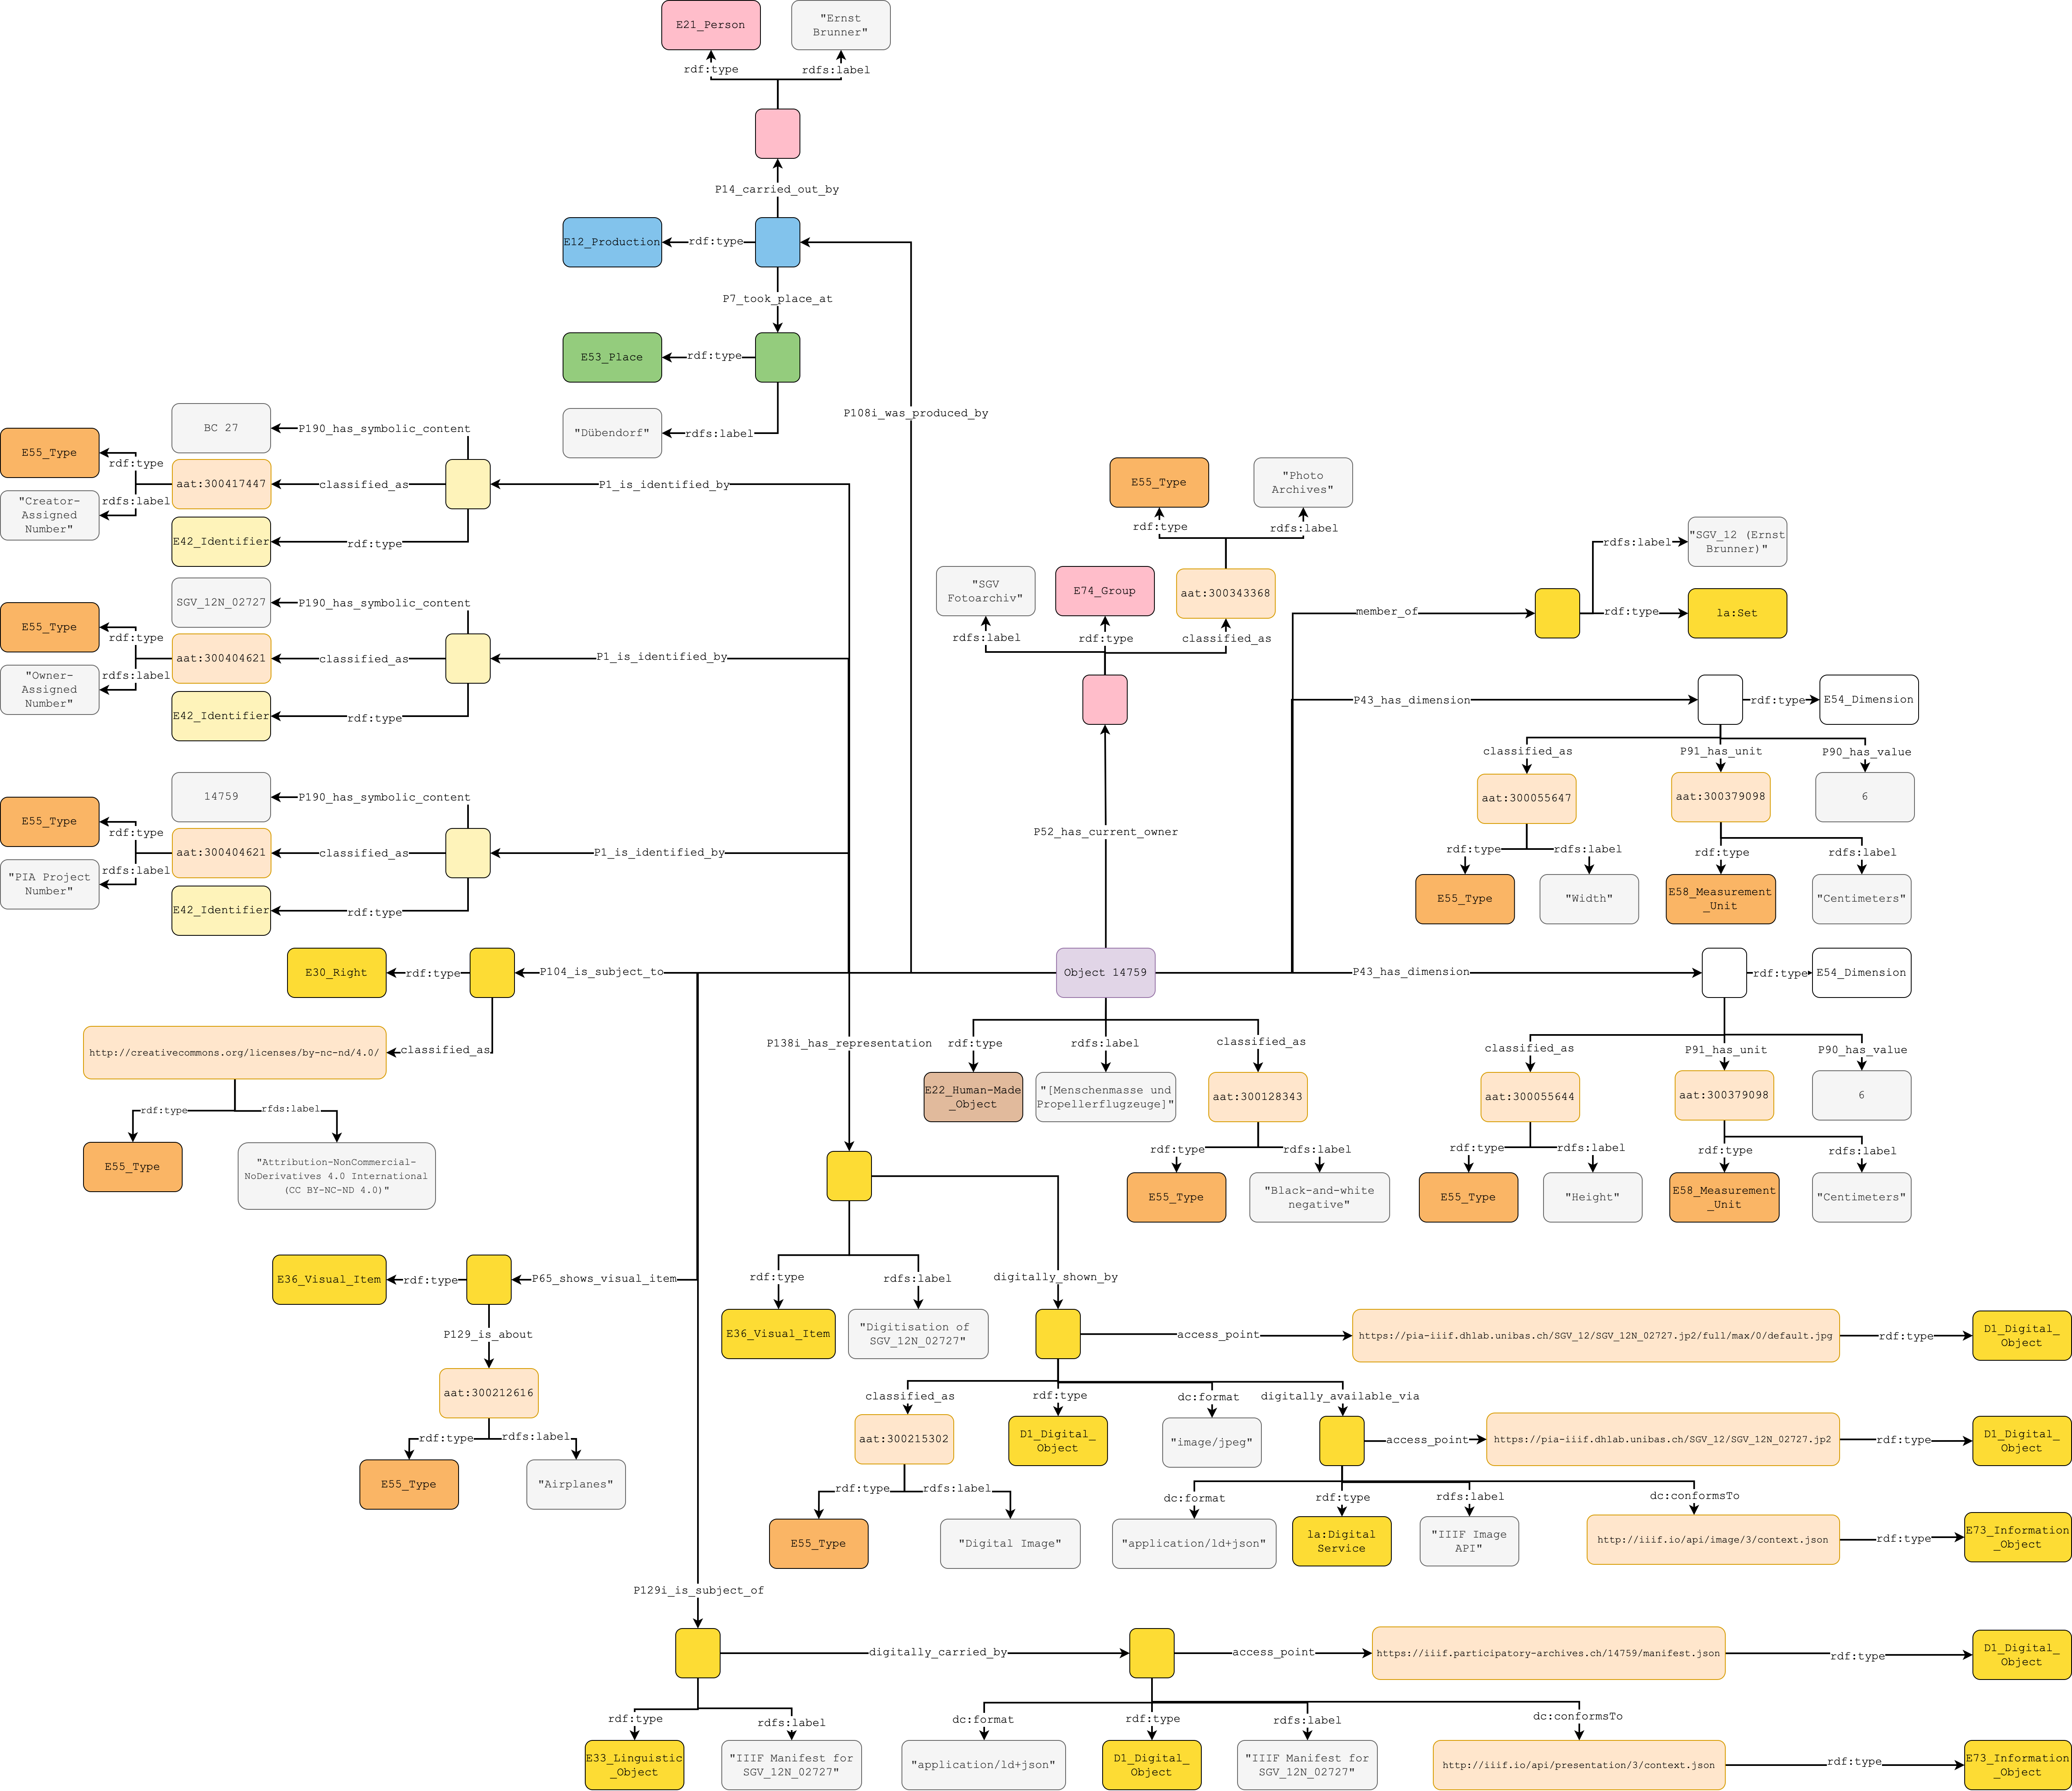 E21_Person
"Ernst
Brunner"
rdf:type
rdfs:label
P14_carried_out_by
E12_Production
rdf:type
P7_took_place_at
E53_Place
rdf:type
"Dübendorf"
rdfs:label
P108i_was_produced_by
BC 27
P190_has_symbolic_content
E55_Type
rdf:type
aat:300417447
classified_as
P1_is_identified_by
"Creator-
Assigned
Number"
rdfs:label
E42_Identifier
rdf:type
SGV_12N_02727
P190_has_symbolic_content
E55_Type
rdf:type
aat:300404621
classified_as
P1_is_identified_by
"Owner-
Assigned
Number"
rdfs:label
E42_Identifier
rdf:type
14759
P190_has_symbolic_content
E55_Type
rdf:type
aat:300404621
classified_as
P1_is_identified_by
"PIA Project
Number"
rdfs:label
E42_Identifier
rdf:type
E55_Type
"Photo
Archives"
rdf:type
rdfs:label
"SGV
Fotoarchiv"
E74_Group
aat:300343368
rdfs:label
rdf:type
classified_as
P52_has_current_owner
member_of
rdfs:label
"SGV_12 (Ernst
Brunner)"
rdf:type
la:Set
P43_has_dimension
rdf:type
E54_Dimension
classified_as
P91_has_unit
P90_has_value
aat:300055647
aat:300379098
6
rdf:type
rdfs:label
rdf:type
rdfs:label
E55_Type
"Width"
E58_Measurement
_Unit
"Centimeters"
E30_Right
rdf:type
P104_is_subject_to
Object 14759
P43_has_dimension
rdf:type
E54_Dimension
http://creativecommons.org/licenses/by-nc-nd/4.0/
classified_as
rdf:type
rfds:label
E55_Type
"Attribution-NonCommercial-
NoDerivatives 4.0 International
(CC BY-NC-ND 4.0)"
P138i_has_representation
rdf:type
rdfs:label
classified_as
E22_Human-Made
_Object
"[Menschenmasse und
Propellerflugzeuge]"
aat:300128343
rdf:type
rdfs:label
E55_Type
"Black-and-white
negative"
classified_as
P91_has_unit
P90_has_value
aat:300055644
aat:300379098
6
rdf:type
rdfs:label
rdf:type
rdfs:label
E55_Type
"Height"
E58_Measurement
_Unit
"Centimeters"
E36_Visual_Item
rdf:type
P65_shows_visual_item
P129_is_about
aat:300212616
rdf:type
rdfs:label
E55_Type
"Airplanes"
rdf:type
rdfs:label
digitally_shown_by
E36_Visual_Item
"Digitisation of
SGV_12N_02727"
access_point
https://pia-iiif.dhlab.unibas.ch/SGV_12/SGV_12N_02727.jp2/full/max/0/default.jpg
rdf:type
D1_Digital_
Object
classified_as
rdf:type
dc:format
digitally_available_via
aat:300215302
D1_Digital_
Object
"image/jpeg"
access_point
https://pia-iiif.dhlab.unibas.ch/SGV_12/SGV_12N_02727.jp2
rdf:type
D1_Digital_
Object
rdf:type
rdfs:label
E55_Type
"Digital Image"
dc:format
rdf:type
rdfs:label
dc:conformsTo
"application/ld+json"
la:Digital
Service
"IIIF Image
API"
http://iiif.io/api/image/3/context.json
rdf:type
E73_Information
_Object
P129i_is_subject_of
digitally_carried_by
access_point
https://iiif.participatory-archives.ch/14759/manifest.json
rdf:type
D1_Digital_
Object
rdf:type
rdfs:label
E33_Linguistic
_Object
"IIIF Manifest for
SGV_12N_02727"
dc:format
rdf:type
rdfs:label
dc:conformsTo
"application/ld+json"
D1_Digital_
Object
"IIIF Manifest for
SGV_12N_02727"
http://iiif.io/api/presentation/3/context.json
rdf:type
E73_Information
_Object